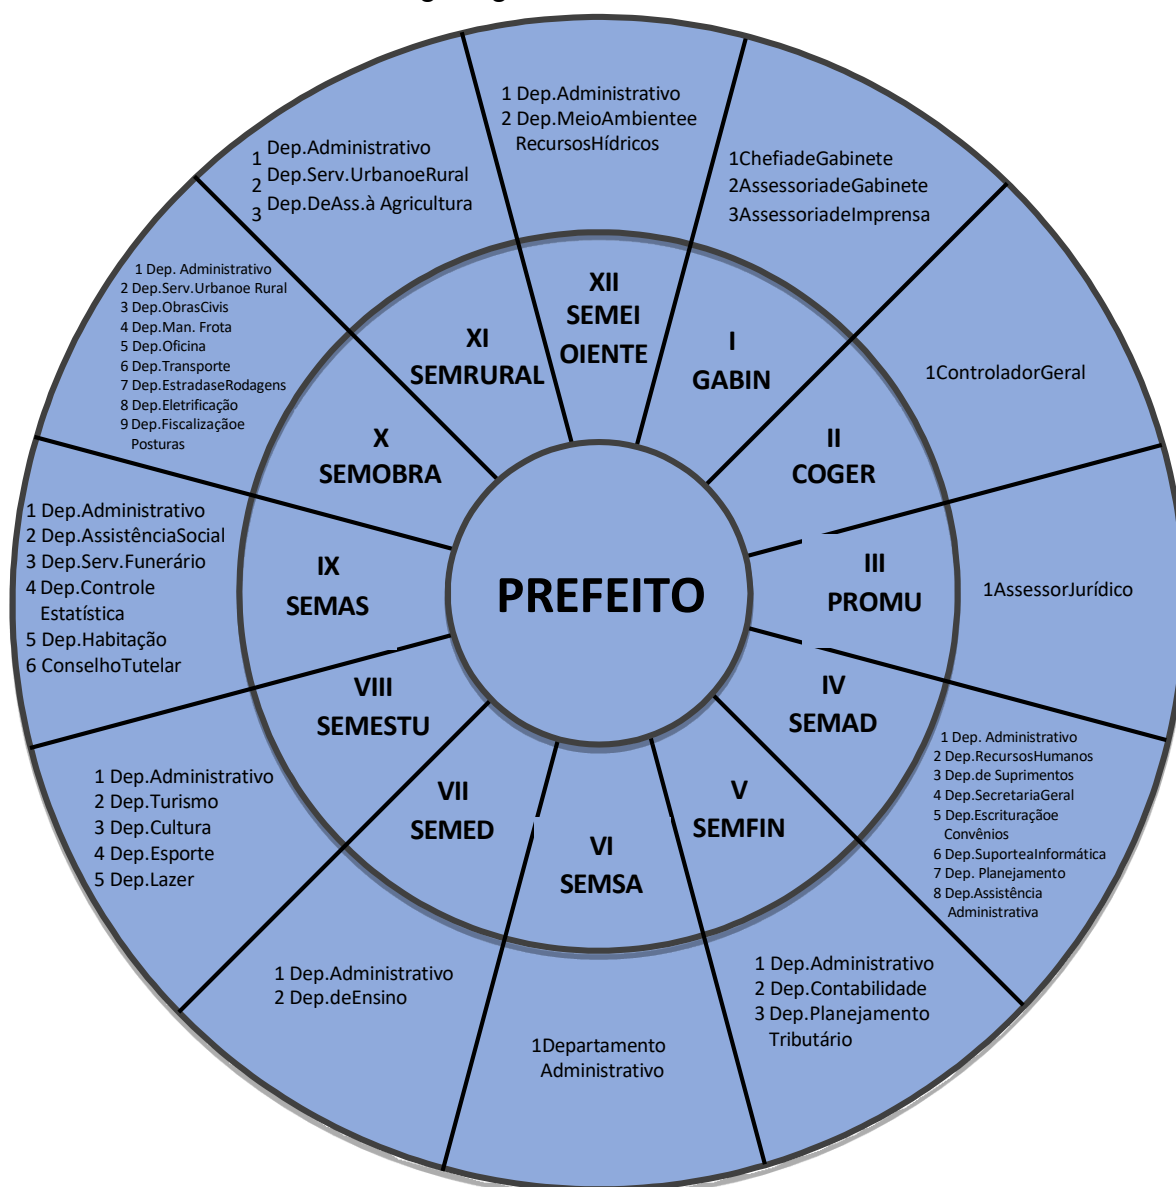 PREFEITO
I
GABIN
1ChefiadeGabinete
2AssessoriadeGabinete
3AssessoriadeImprensa
II
COGER
1ControladorGeral
III
PROMU
1AssessorJurídico
IV
SEMAD
1 Dep. Administrativo
2 Dep.RecursosHumanos
3 Dep.de Suprimentos
4 Dep.SecretariaGeral
5 Dep.Escrituraçãoe
Convênios
6 Dep.SuporteaInformática
7 Dep. Planejamento
8 Dep.Assistência
Administrativa
V
SEMFIN
1 Dep.Administrativo
2 Dep.Contabilidade
3 Dep.Planejamento
Tributário
VI
SEMSA
1Departamento
Administrativo
VII
SEMED
1 Dep.Administrativo
2 Dep.deEnsino
VIII
SEMESTU
1 Dep.Administrativo
2 Dep.Turismo
3 Dep.Cultura
4 Dep.Esporte
5 Dep.Lazer
IX
SEMAS
1 Dep.Administrativo
2 Dep.AssistênciaSocial
3 Dep.Serv.Funerário
4 Dep.Controle
Estatística
5 Dep.Habitação
6 ConselhoTutelar
X
SEMOBRA
1 Dep. Administrativo
2 Dep.Serv.Urbanoe Rural
3 Dep.ObrasCivis
4 Dep.Man. Frota
5 Dep.Oficina
6 Dep.Transporte
7 Dep.EstradaseRodagens
8 Dep.Eletrificação
9 Dep.Fiscalizaçãoe
Posturas
XI
SEMRURAL
1 Dep.Administrativo
2 Dep.Serv.UrbanoeRural
3 Dep.DeAss.à Agricultura
XII
SEMEI
OIENTE
1 Dep.Administrativo
2 Dep.MeioAmbientee
RecursosHídricos